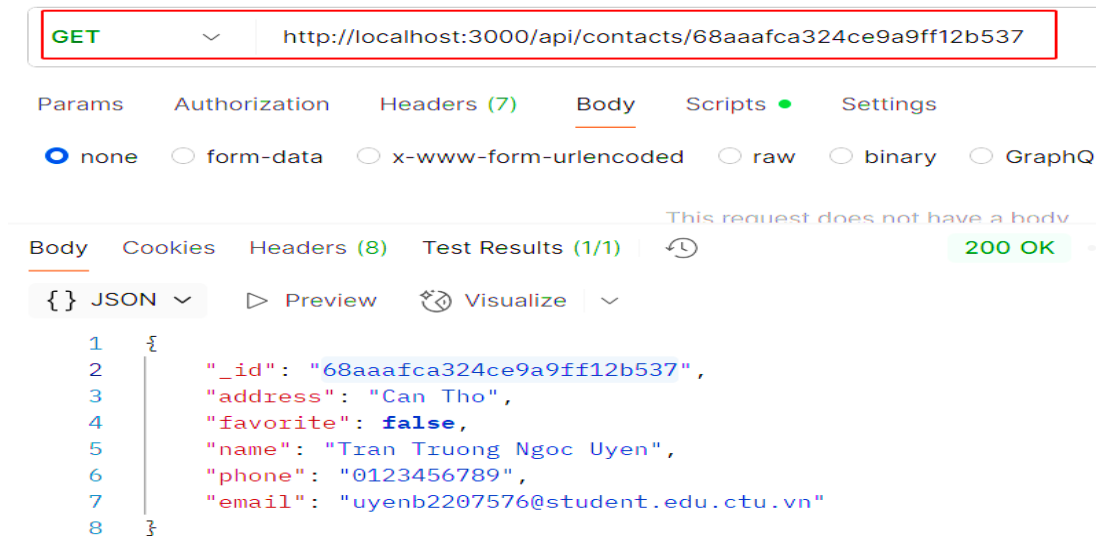 GET http://localhost:3000/api/contacts/68aaafca324ce9a9ff12b537
Params Authorization Headers (7) Body Scripts Settings
none form-data x-www-form-urlencoded raw binary GraphQ
This request does not have a body
Body Cookies Headers (8) Test Results (1/1) 200 OK
{} JSON Preview Visualize
1 {
2 "_id": "68aaafca324ce9a9ff12b537",
3 "address": "Can Tho",
4 "favorite": false,
5 "name": "Tran Truong Ngoc Uyen",
6 "phone": "0123456789",
7 "email": "uyenb2207576@student.edu.ctu.vn"
8 }